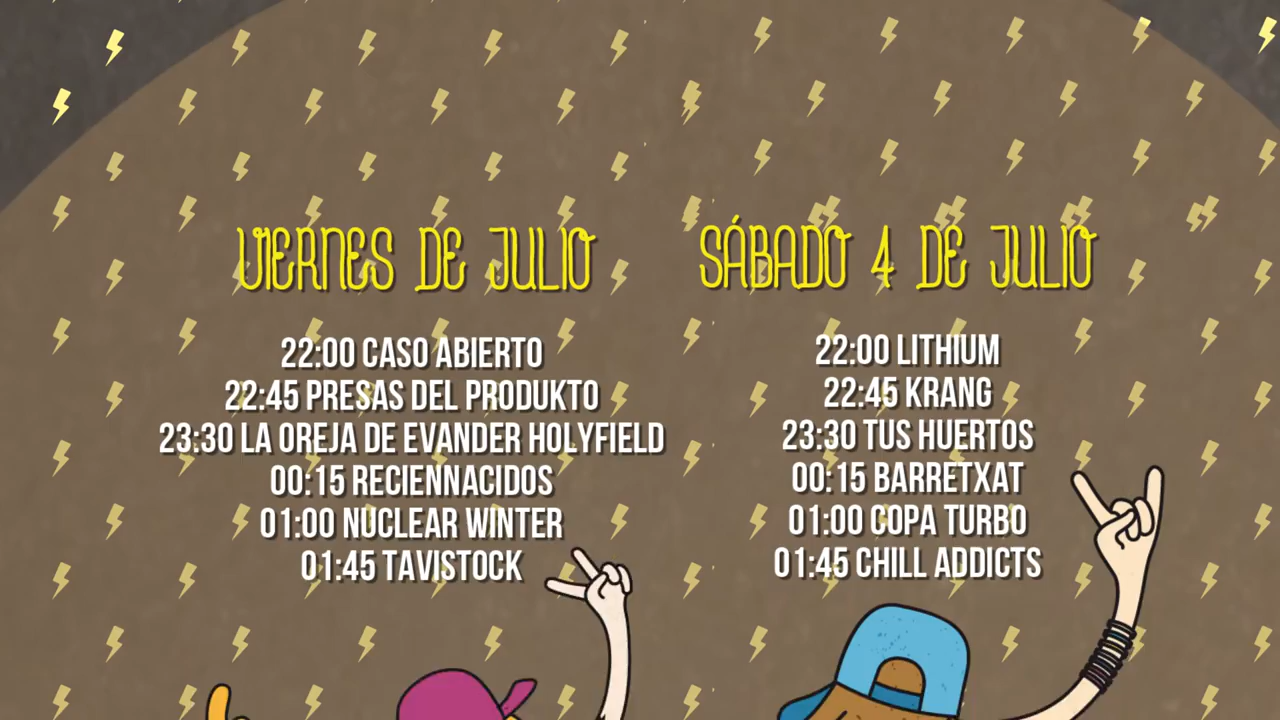 VIERNES DE JULIO
22:00 CASO ABIERTO
22:45 PRESAS DEL PRODUKTO
23:30 LA OREJA DE EVANDER HOLYFIELD
00:15 RECIENNACIDOS
01:00 NUCLEAR WINTER
01:45 TAVISTOCK
SÁBADO 4 DE JULIO
22:00 LITHIUM
22:45 KRANG
23:30 TUS HUERTOS
00:15 BARRETXAT
01:00 COPA TURBO
01:45 CHILL ADDICTS